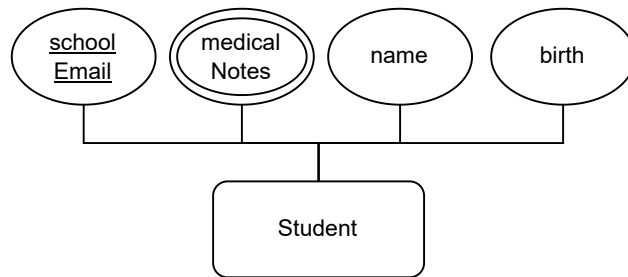 school
Email
medical
Notes
name
birth
Student